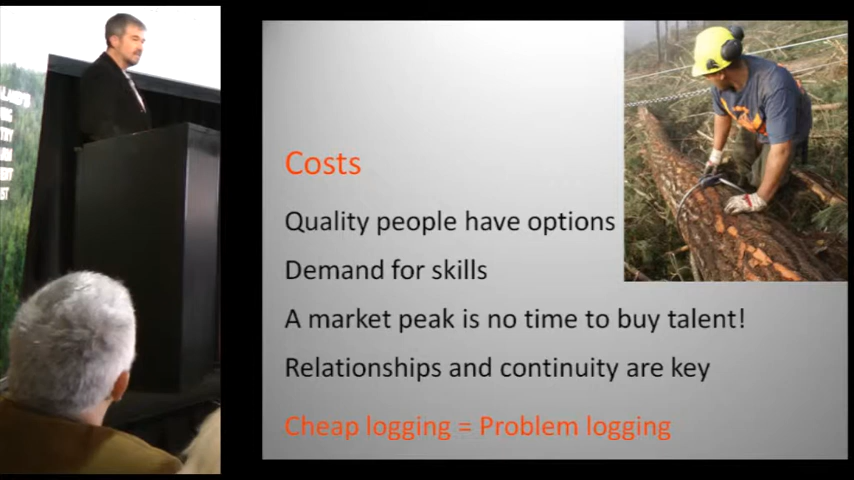 Costs
Quality people have options
Demand for skills
A market peak is no time to buy talent!
Relationships and continuity are key
Cheap logging = Problem logging